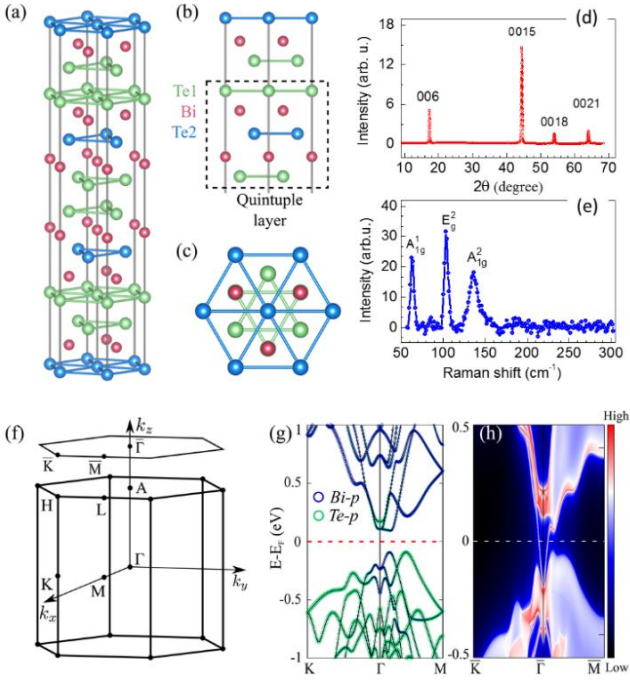 (a)
(b)
Te1
Bi
Te2
Quintuple
layer
(c)
(d)
Intensity (arb. u.)
18
12
6
0
006
0015
0018
0021
10 20 30 40 50 60 70
2θ (degree)
(e)
Intensity (arb.u.)
40
30
20
10
0
A¹1g
E²g
A²1g
50 100 150 200 250 300
Raman shift (cm⁻¹)
(f)
kz
Γ̄
K̄
M̄
A
H
L
Γ
K
M
kx
ky
(g)
E-EF (eV)
1
0.5
0
-0.5
-1
Bi-p
Te-p
K Γ M
(h)
0.5
0
-0.5
K̄ Γ̄ M̄
High
Low